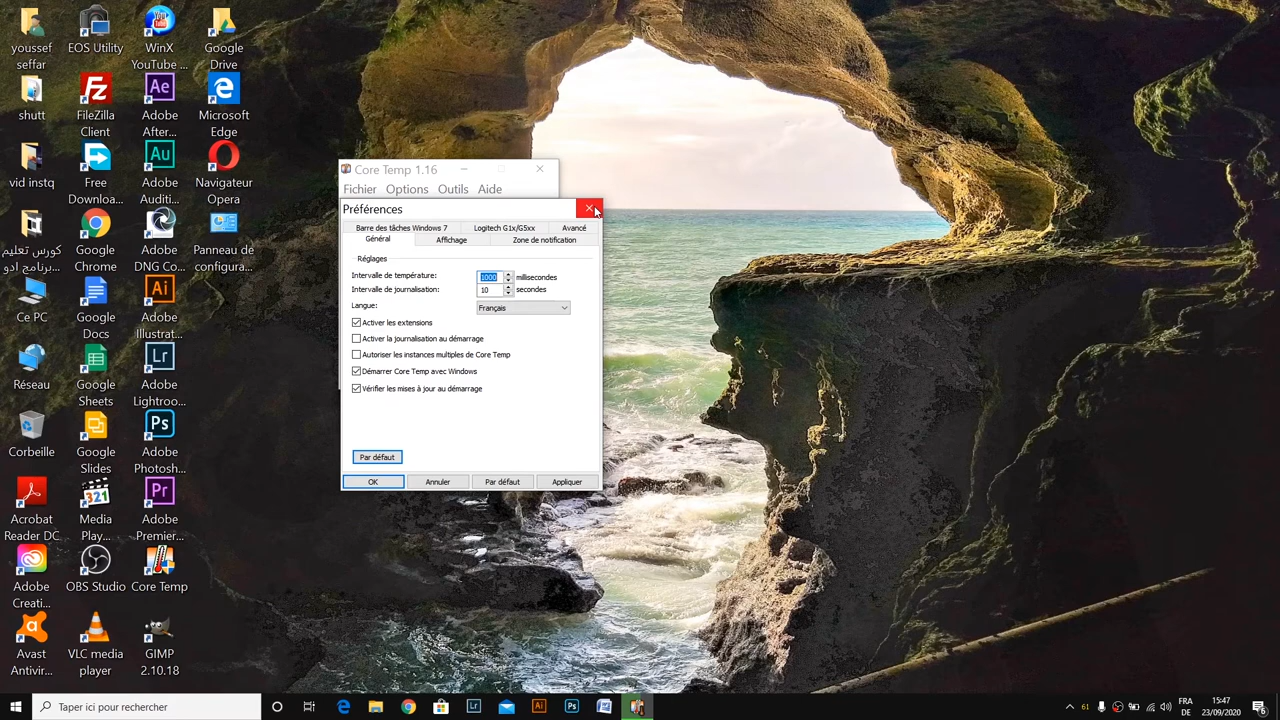 youssef
seffar
EOS Utility
WinX
YouTube ...
Google
Drive
shutt
FileZilla
Client
Adobe
After...
Microsoft
Edge
vid instq
Free
Downloa...
Adobe
Audition
Navigateur
Opera
كورس تعليم
برنامج ادو...
Google
Chrome
Adobe
DNG Co...
Panneau de
configura...
Ce PC
Google
Docs
Adobe
Illustrat...
Réseau
Google
Sheets
Adobe
Lightroo...
Corbeille
Google
Slides
Adobe
Photosh...
Acrobat
Reader DC
Media
Play...
Adobe
Premier...
Adobe
Creati...
OBS Studio
Core Temp
Avast
Antivir...
VLC media
player
GIMP
2.10.18
Core Temp 1.16
Fichier Options Outils Aide
Préférences
Barre des tâches Windows 7 Logitech G1x/G5xx Avancé
Général Affichage Zone de notification
Réglages
Intervalle de température: 1000 millisecondes
Intervalle de journalisation: 10 secondes
Langue: Français
Activer les extensions
Activer la journalisation au démarrage
Autoriser les instances multiples de Core Temp
Démarrer Core Temp avec Windows
Vérifier les mises à jour au démarrage
Par défaut
OK Annuler Par défaut Appliquer
Taper ici pour rechercher
61
FRA
DE
15:47
23/09/2020
6